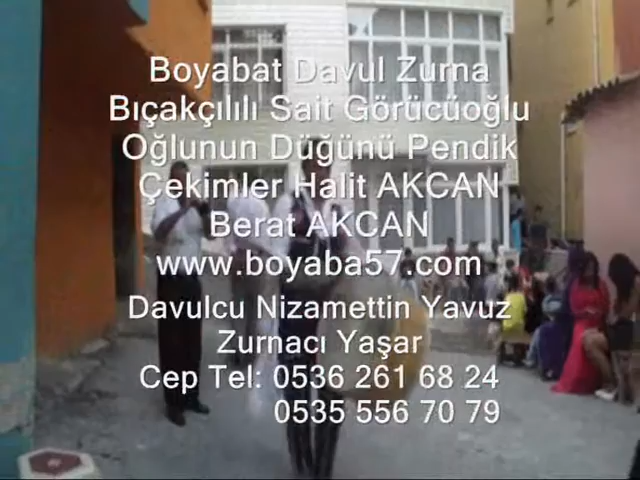 Boyabat Davul Zurna
Bıçakçılılı Sait Görücüoğlu
Oğlunun Düğünü Pendik
Çekimler Halit AKCAN
Berat AKCAN
www.boyaba57.com
Davulcu Nizamettin Yavuz
Zurnacı Yaşar
Cep Tel: 0536 261 68 24
0535 556 70 79